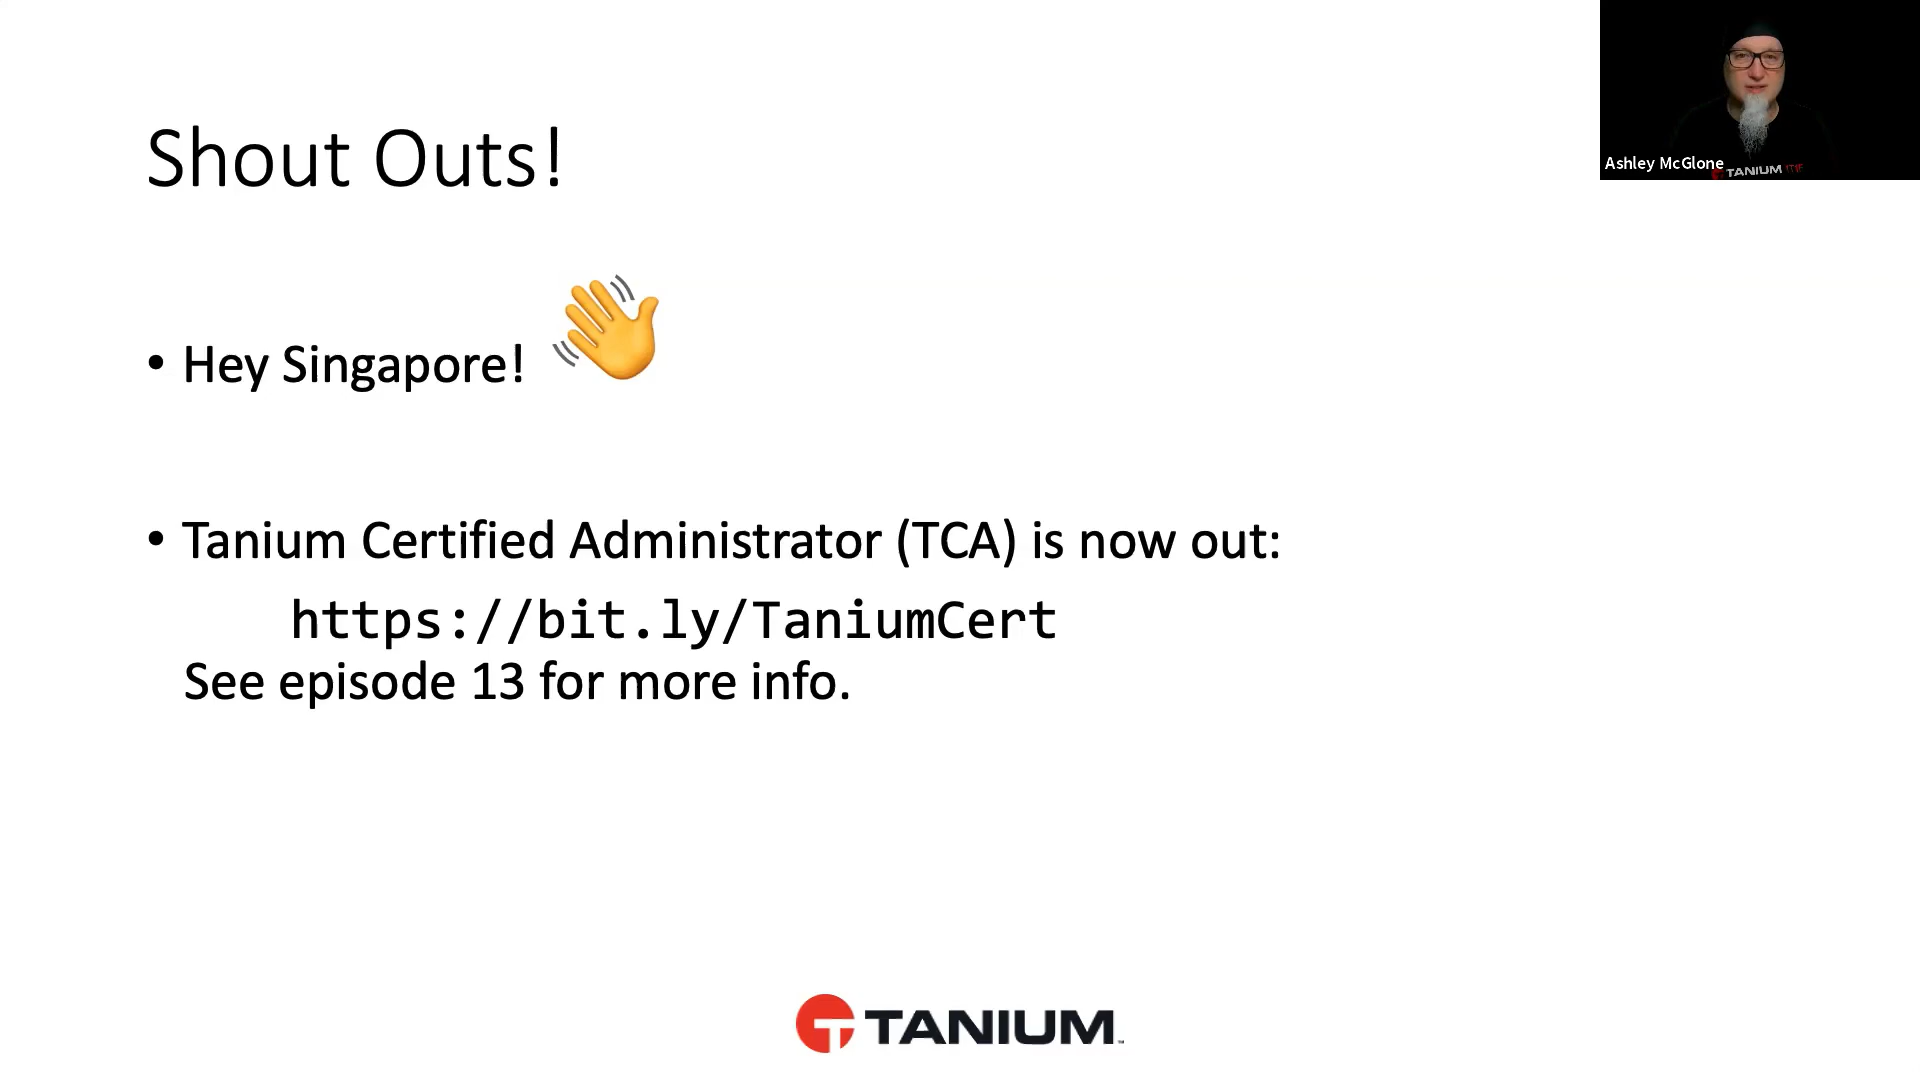 Shout Outs!
Ashley McGlone
TANIUM
• Hey Singapore! 👋
• Tanium Certified Administrator (TCA) is now out:
https://bit.ly/TaniumCert
See episode 13 for more info.
TANIUM™